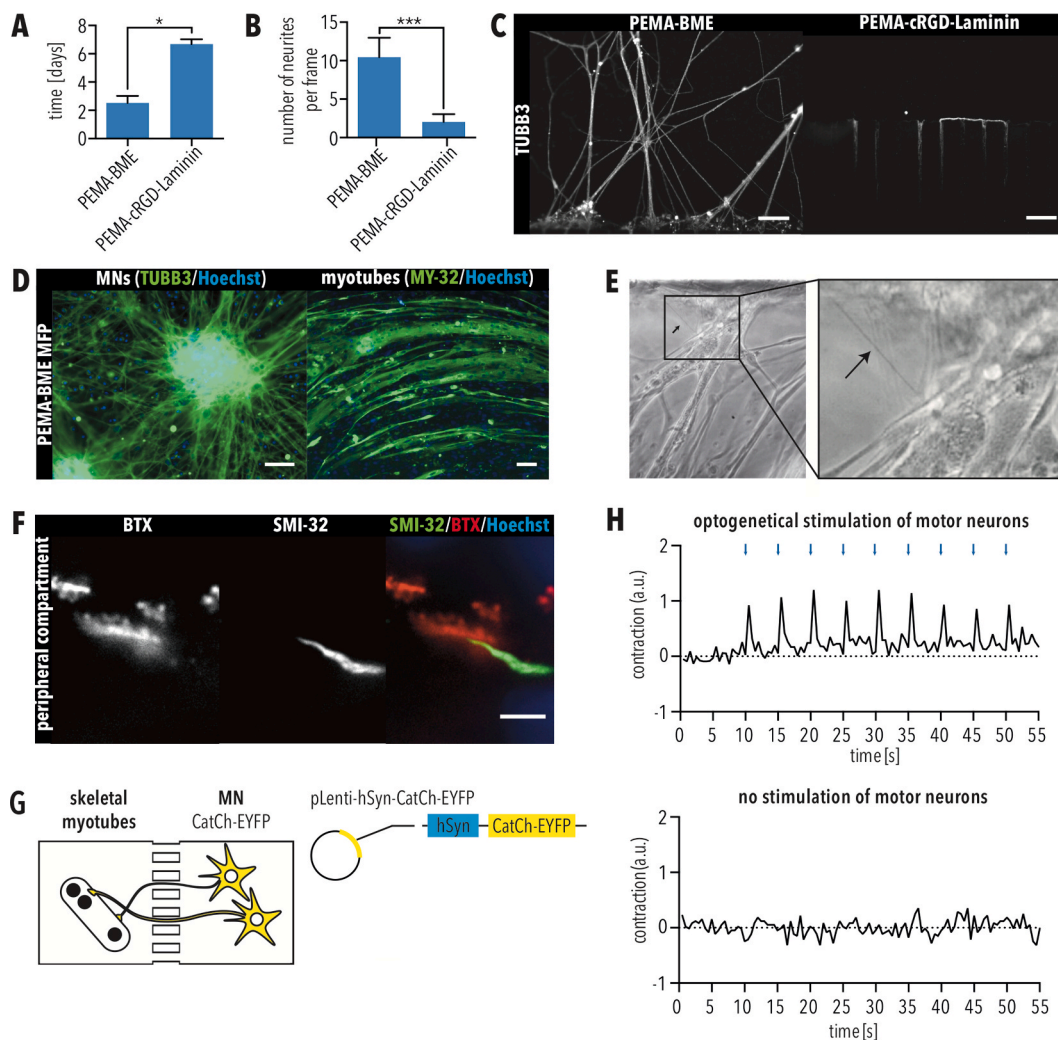 A
time [days]
8
6
4
2
0
*
PEMA-BME
PEMA-cRGD-Laminin
B
number of neurites
per frame
15
10
5
0
***
PEMA-BME
PEMA-cRGD-Laminin
C
PEMA-BME
PEMA-cRGD-Laminin
TUBB3
D
MNs (TUBB3/Hoechst)
myotubes (MY-32/Hoechst)
PEMA-BME MFP
E
F
BTX
SMI-32
SMI-32/BTX/Hoechst
peripheral compartment
G
skeletal
myotubes
MN
CatCh-EYFP
pLenti-hSyn-CatCh-EYFP
hSyn
CatCh-EYFP
H
optogenetical stimulation of motor neurons
contraction (a.u.)
2
1
0
-1
0 5 10 15 20 25 30 35 40 45 50 55
time [s]
no stimulation of motor neurons
contraction (a.u.)
2
1
0
-1
0 5 10 15 20 25 30 35 40 45 50 55
time [s]